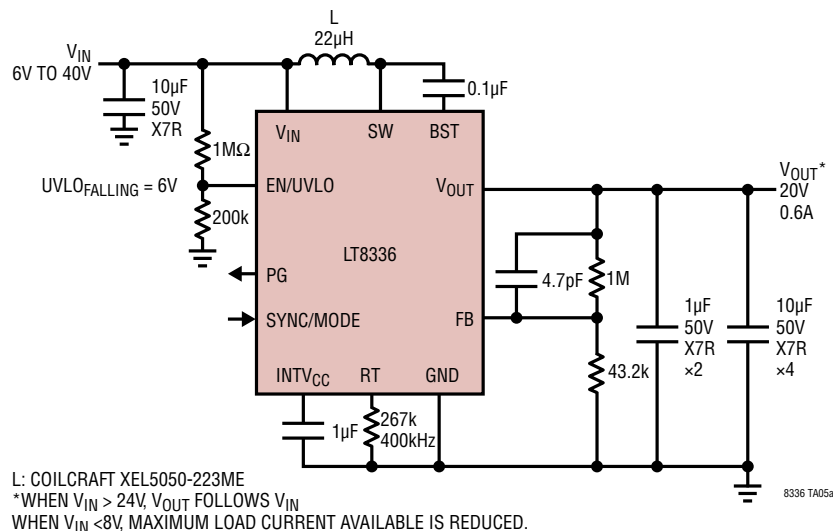 L
22µH
V_IN
6V TO 40V
10µF
50V
X7R
0.1µF
1MΩ
V_IN
SW
BST
UVLO_FALLING = 6V
EN/UVLO
200k
V_OUT
V_OUT*
20V
0.6A
LT8336
PG
4.7pF
1M
SYNC/MODE
FB
1µF
50V
X7R
×2
10µF
50V
X7R
×4
43.2k
INTV_CC
RT
GND
1µF
267k
400kHz
L: COILCRAFT XEL5050-223ME
*WHEN V_IN > 24V, V_OUT FOLLOWS V_IN
WHEN V_IN <8V, MAXIMUM LOAD CURRENT AVAILABLE IS REDUCED.
8336 TA05a